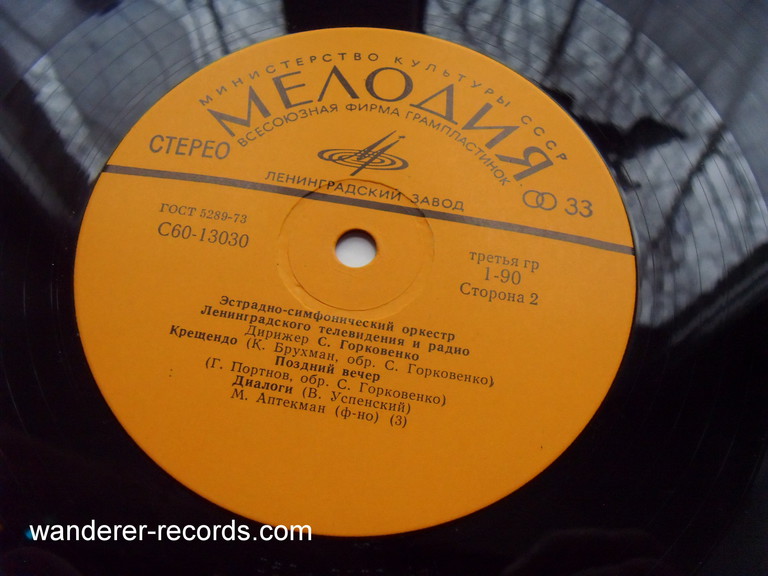 МИНИСТЕРСТВО КУЛЬТУРЫ СССР
МЕЛОДИЯ
ВСЕСОЮЗНАЯ ФИРМА ГРАМПЛАСТИНОК
СТЕРЕО
ЛЕНИНГРАДСКИЙ ЗАВОД
33
ГОСТ 5289-73
С60-13030
третья гр
1-90
Сторона 2
Эстрадно-симфонический оркестр
Ленинградского телевидения и радио
Дирижер С. Горковенко
Крещендо (К. Брухман, обр. С. Горковенко)
Поздний вечер
(Г. Портнов, обр. С. Горковенко)
Диалоги (В. Успенский)
М. Аптекман (ф-но) (3)
wanderer-records.com